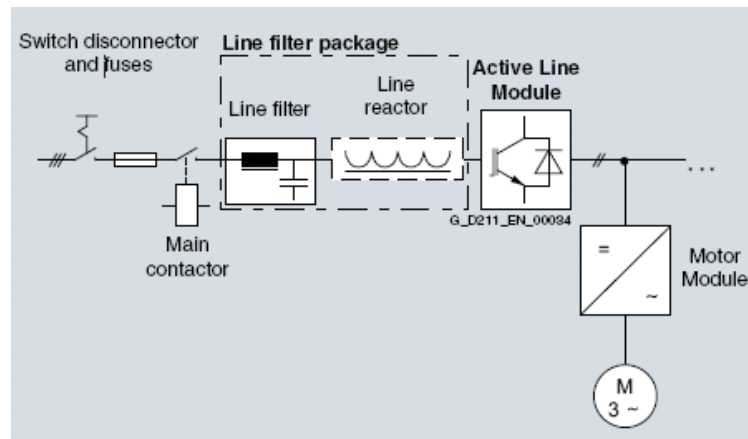 Switch disconnector
and fuses
Line filter package
Line filter
Line
reactor
Active Line
Module
G_D211_EN_00034
...
Main
contactor
=
~
Motor
Module
M
3 ~